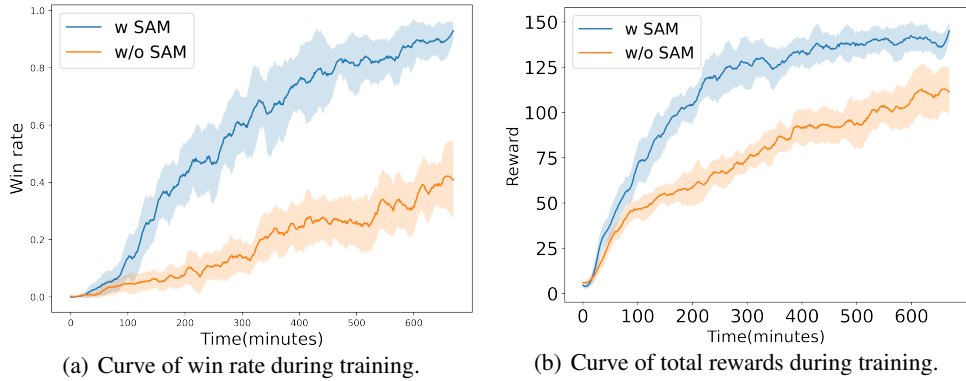 w SAM
w/o SAM
Win rate
1.0
0.8
0.6
0.4
0.2
0.0
0 100 200 300 400 500 600
Time(minutes)
(a) Curve of win rate during training.
w SAM
w/o SAM
Reward
150
125
100
75
50
25
0
0 100 200 300 400 500 600
Time(minutes)
(b) Curve of total rewards during training.